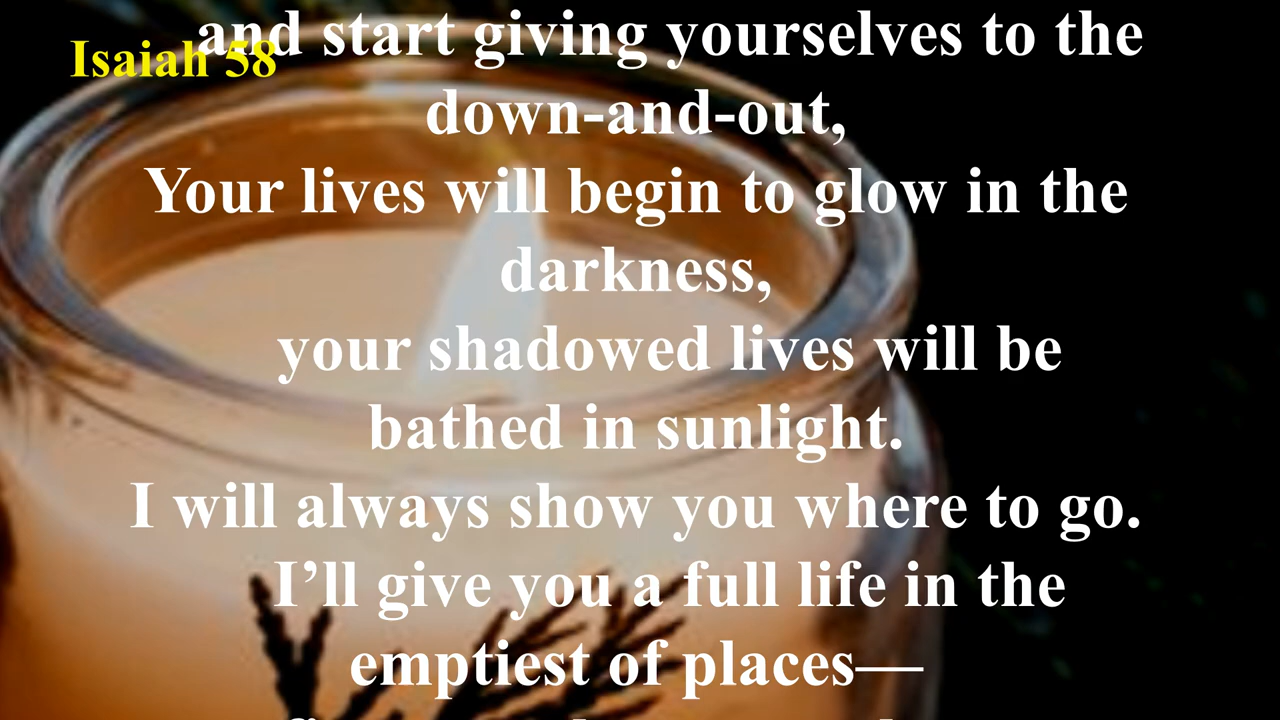 Isaiah 58
and start giving yourselves to the
down-and-out,
Your lives will begin to glow in the
darkness,
your shadowed lives will be
bathed in sunlight.
I will always show you where to go.
I’ll give you a full life in the
emptiest of places—